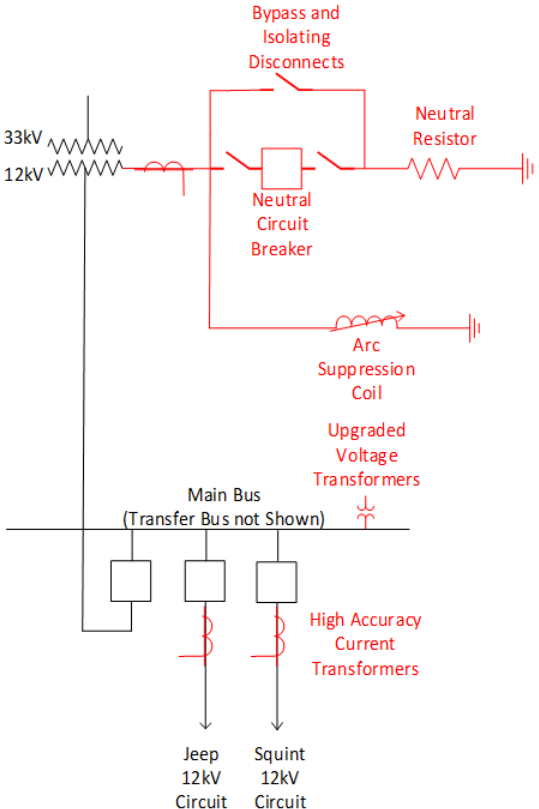 Bypass and
Isolating
Disconnects
Neutral
Resistor
33kV
12kV
Neutral
Circuit
Breaker
Arc
Suppression
Coil
Upgraded
Voltage
Transformers
Main Bus
(Transfer Bus not Shown)
High Accuracy
Current
Transformers
Jeep
12kV
Circuit
Squint
12kV
Circuit